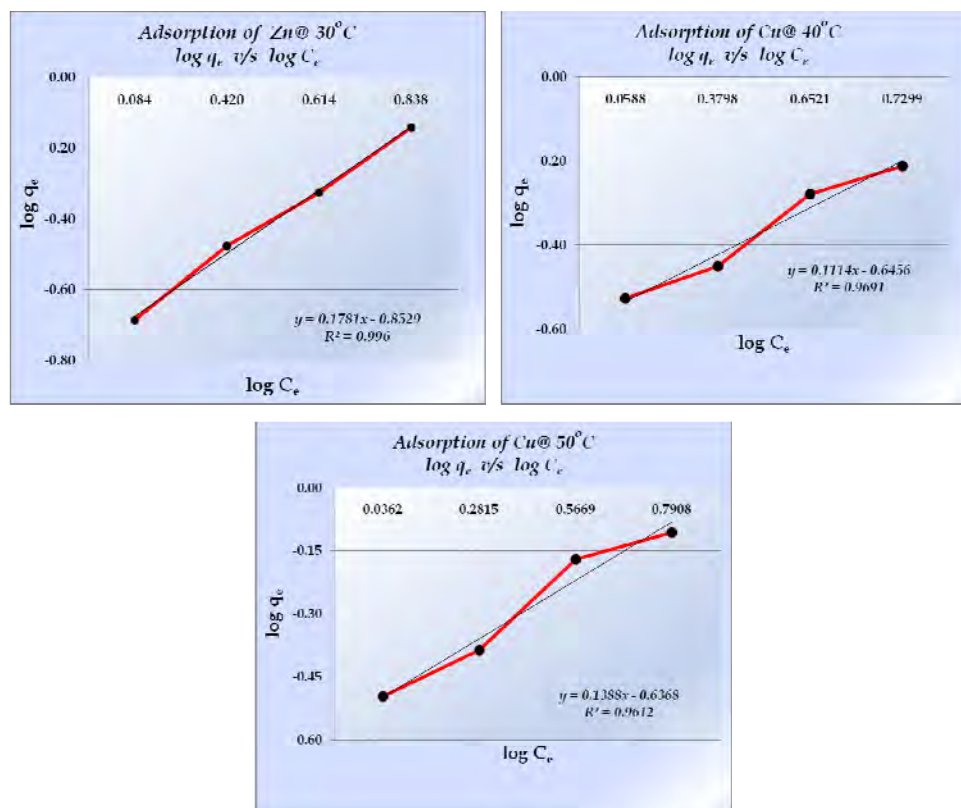 Adsorption of Zn@ 30°C
log qe v/s log Ce
0.00
0.084 0.420 0.614 0.838
0.20
-0.40
-0.60
-0.80
log qe
y = 0.1781x - 0.8529
R² = 0.996
log Ce
Adsorption of Cu@ 40°C
log qe v/s log Ce
0.00
0.0588 0.3798 0.6521 0.7299
0.20
-0.40
-0.60
log qe
y = 0.1114x - 0.6456
R² = 0.9691
log Ce
Adsorption of Cu@ 50°C
log qe v/s log Ce
0.00
0.0362 0.2815 0.5669 0.7908
-0.15
-0.30
-0.45
0.60
log qe
y = 0.1388x - 0.6368
R² = 0.9612
log Ce